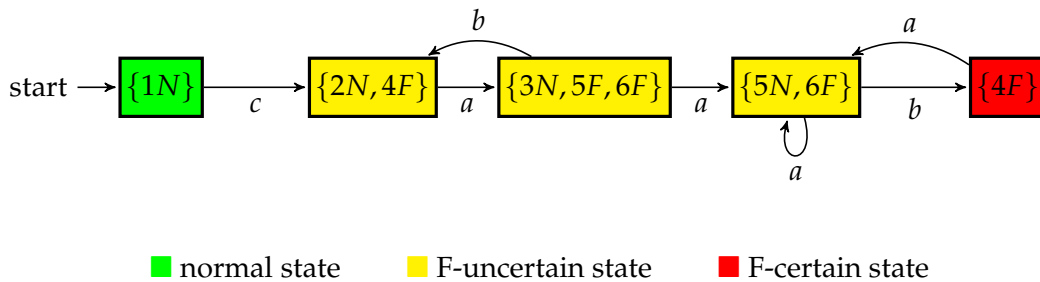 b
a
start {1N} c {2N, 4F} a {3N, 5F, 6F} a {5N, 6F} b {4F}
a
normal state F-uncertain state F-certain state